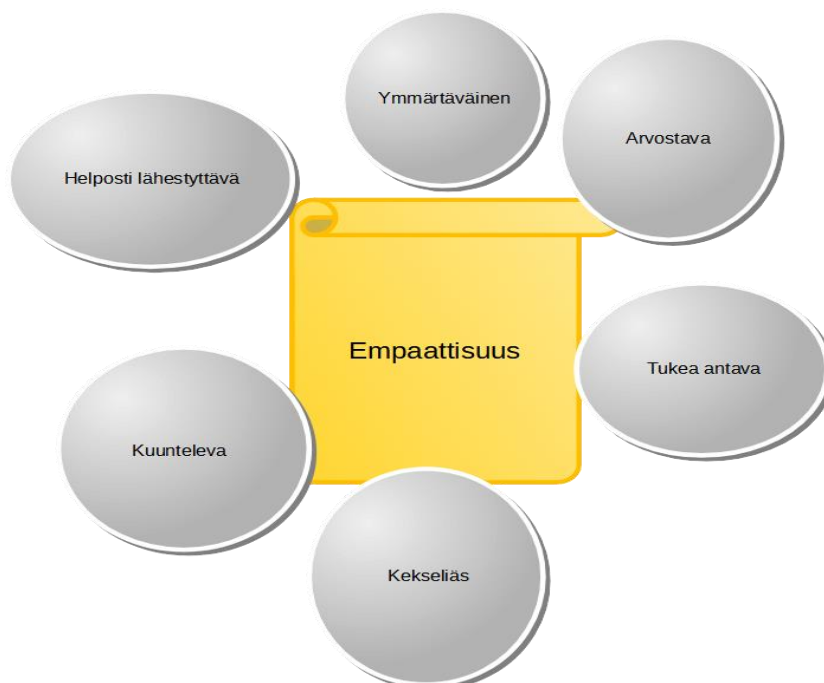 Ymmärtäväinen
Arvostava
Helposti lähestyttävä
Empaattisuus
Tukea antava
Kuunteleva
Kekseliäs